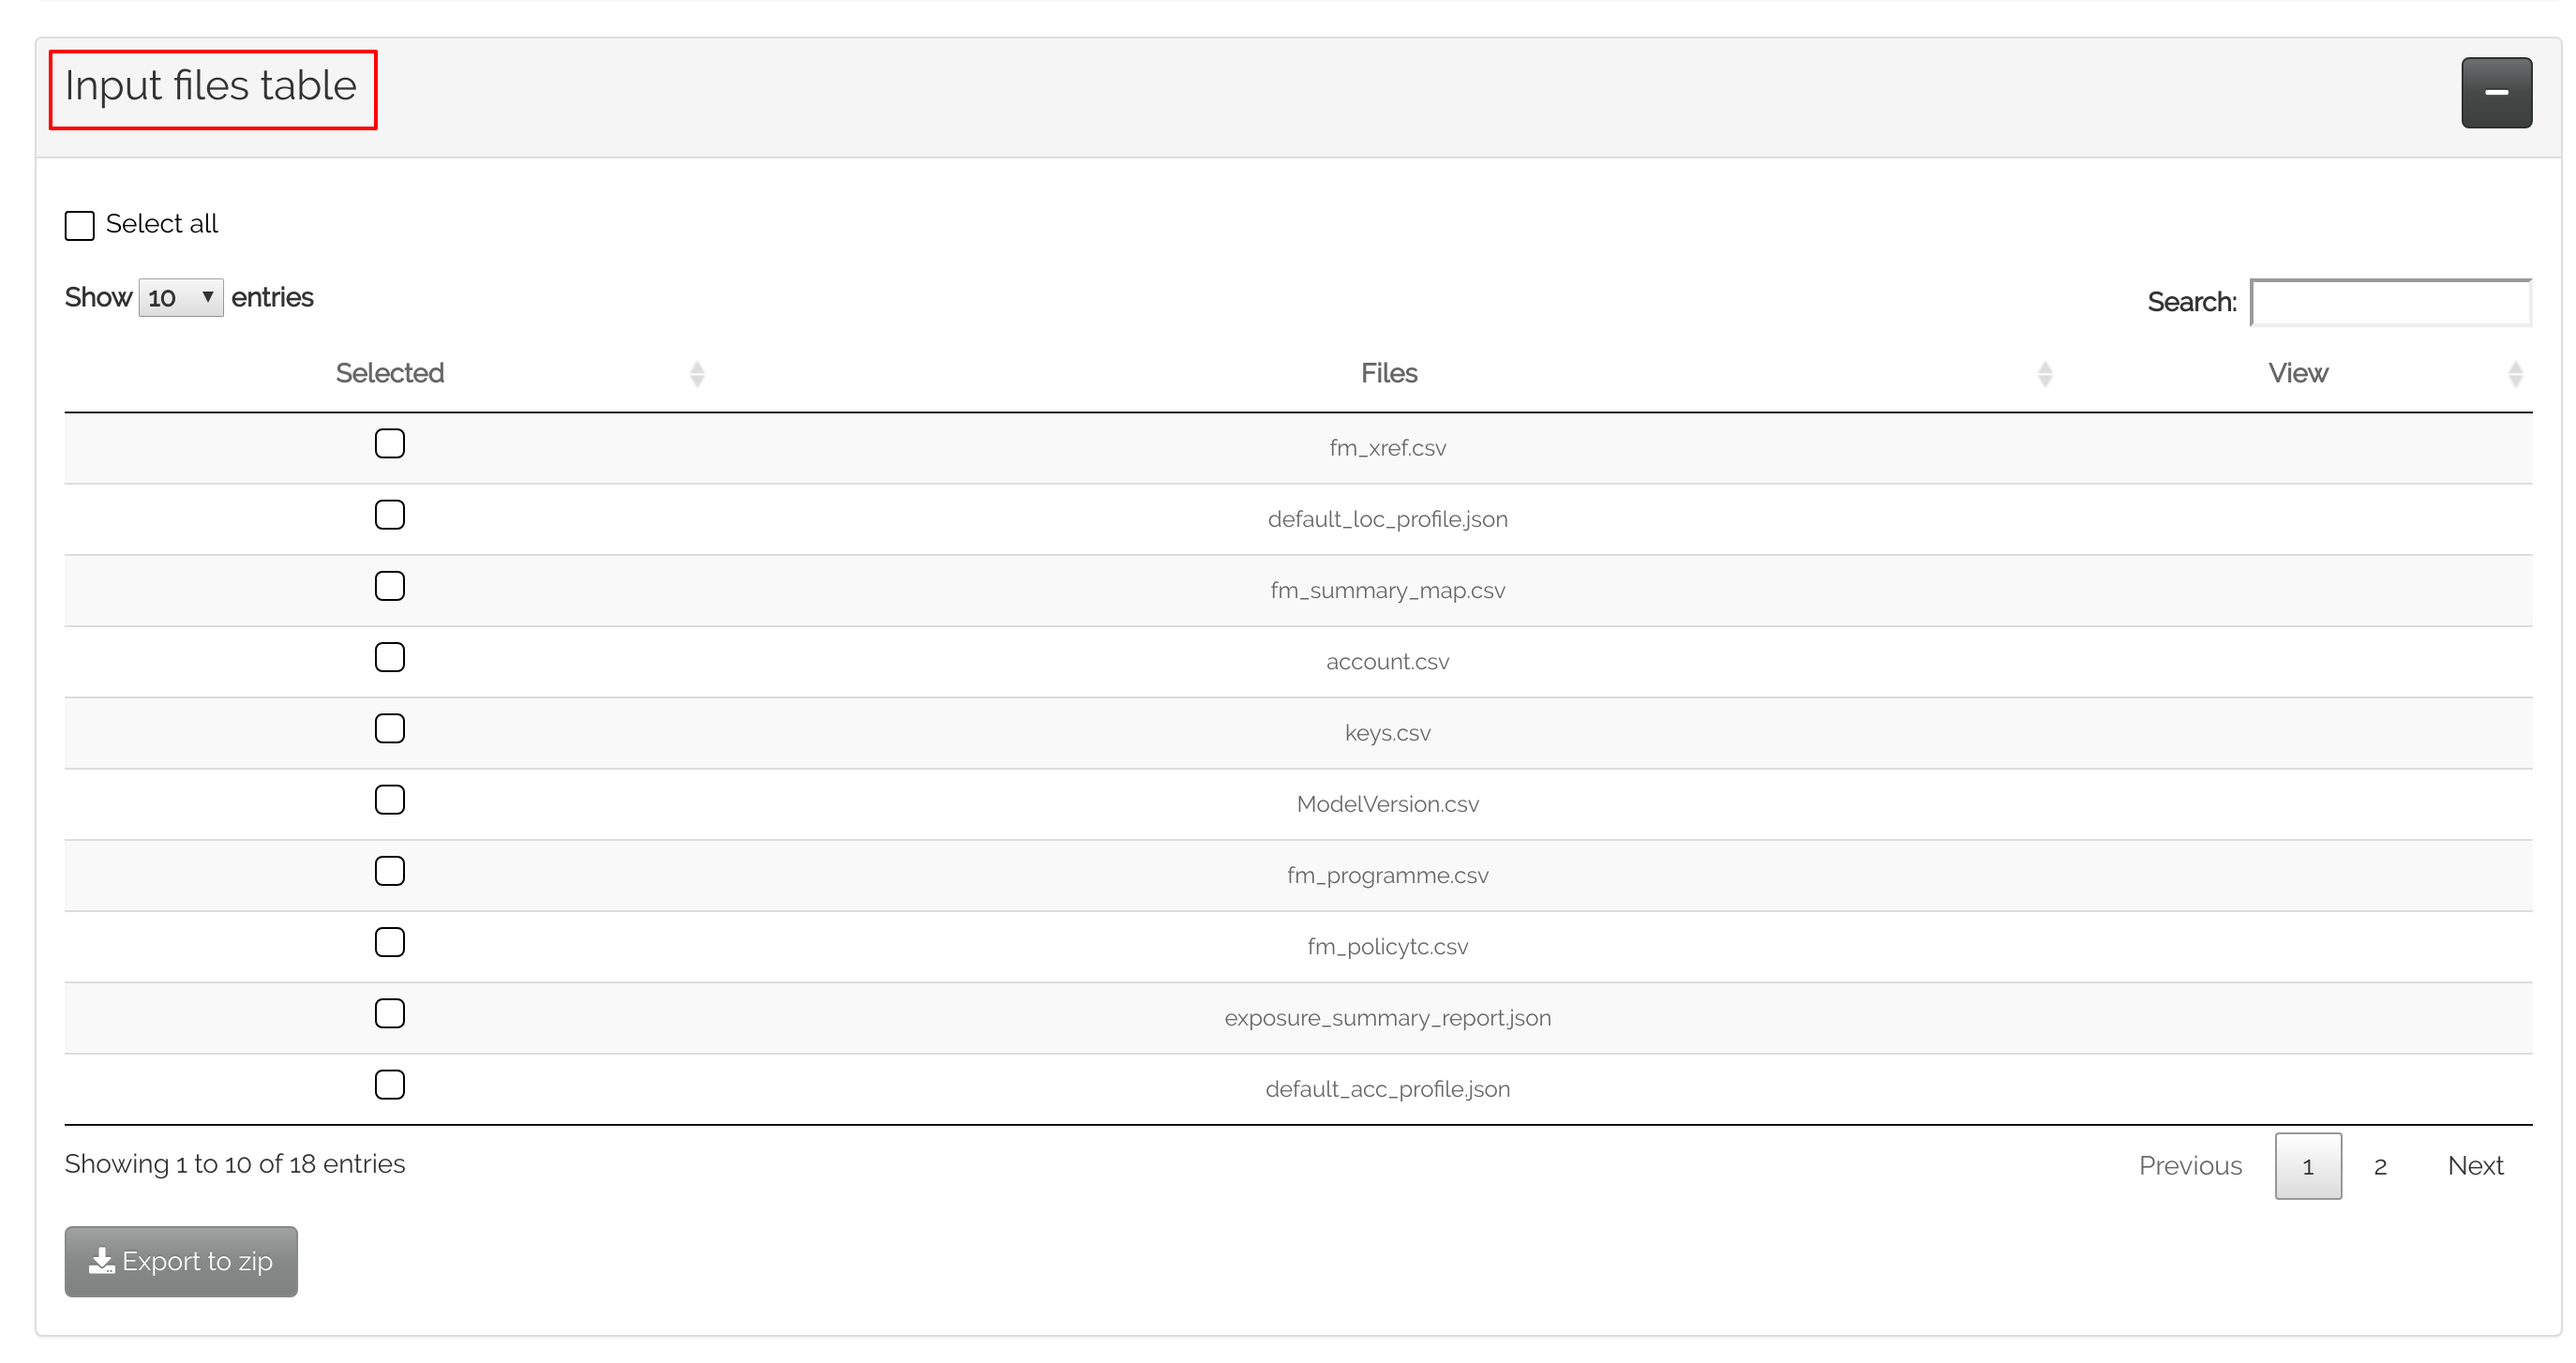 Input files table
Select all
Show 10 entries
Search:
Selected Files View
fm_xref.csv
default_loc_profile.json
fm_summary_map.csv
account.csv
keys.csv
ModelVersion.csv
fm_programme.csv
fm_policytc.csv
exposure_summary_report.json
default_acc_profile.json
Showing 1 to 10 of 18 entries
Previous 1 2 Next
Export to zip